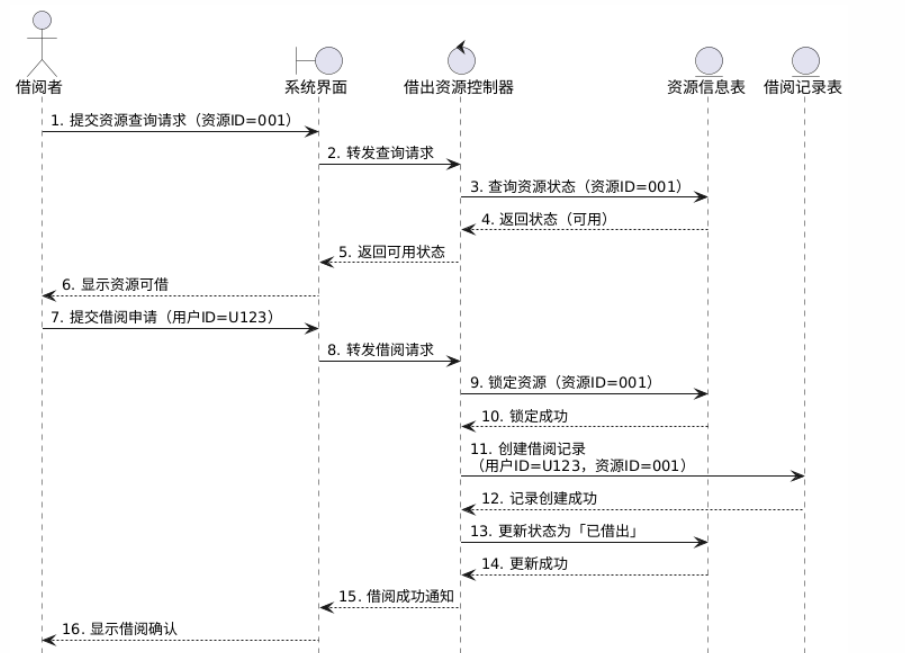 借阅者
系统界面
借出资源控制器
资源信息表
借阅记录表
1. 提交资源查询请求（资源ID=001）
2. 转发查询请求
3. 查询资源状态（资源ID=001）
4. 返回状态（可用）
5. 返回可用状态
6. 显示资源可借
7. 提交借阅申请（用户ID=U123）
8. 转发借阅请求
9. 锁定资源（资源ID=001）
10. 锁定成功
11. 创建借阅记录
（用户ID=U123，资源ID=001）
12. 记录创建成功
13. 更新状态为「已借出」
14. 更新成功
15. 借阅成功通知
16. 显示借阅确认